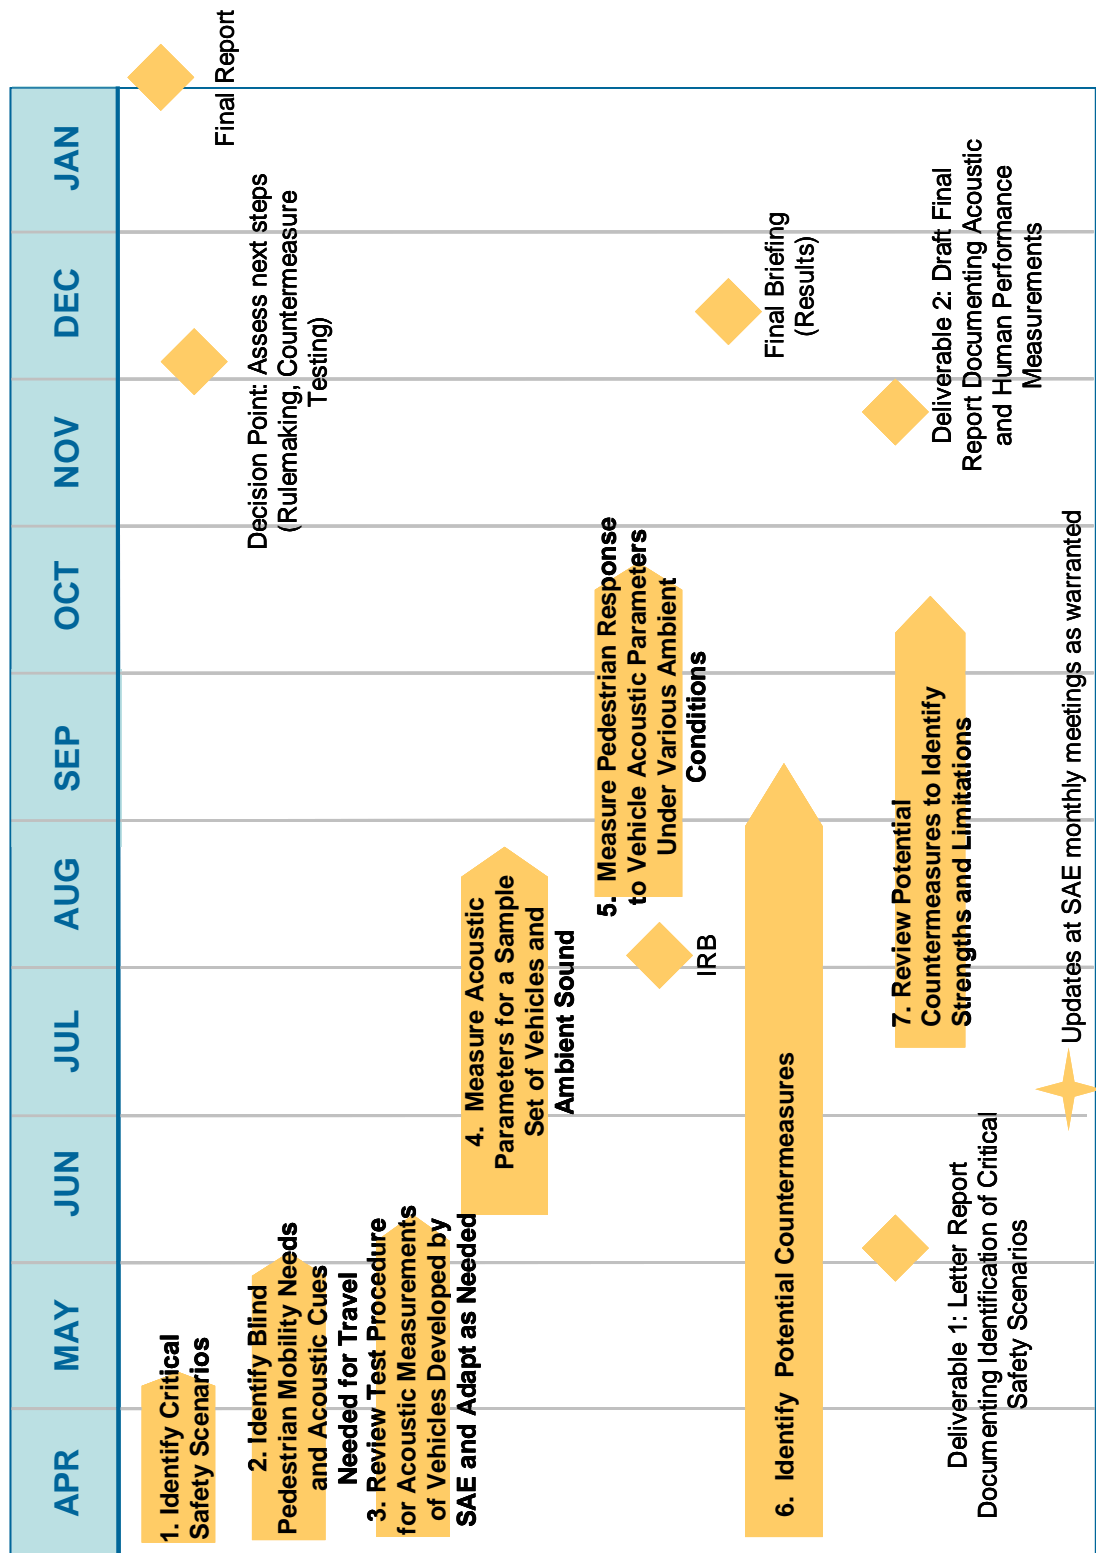 APR
MAY
JUN
JUL
AUG
SEP
OCT
NOV
DEC
JAN
1. Identify Critical
Safety Scenarios
Final Report
Decision Point: Assess next steps
(Rulemaking, Countermeasure
Testing)
2. Identify Blind
Pedestrian Mobility Needs
and Acoustic Cues
Needed for Travel
3. Review Test Procedure
for Acoustic Measurements
of Vehicles Developed by
SAE and Adapt as Needed
4. Measure Acoustic
Parameters for a Sample
Set of Vehicles and
Ambient Sound
5. Measure Pedestrian Response
to Vehicle Acoustic Parameters
Under Various Ambient
Conditions
IRB
6. Identify Potential Countermeasures
Final Briefing
(Results)
7. Review Potential
Countermeasures to Identify
Strengths and Limitations
Deliverable 1: Letter Report
Documenting Identification of Critical
Safety Scenarios
Deliverable 2: Draft Final
Report Documenting Acoustic
and Human Performance
Measurements
Updates at SAE monthly meetings as warranted